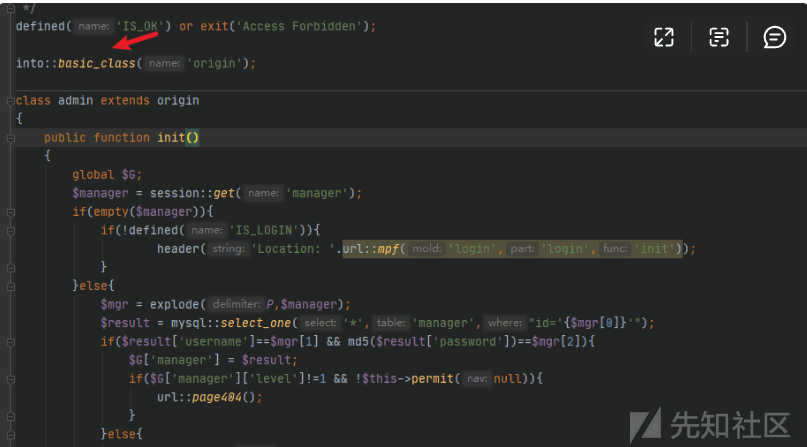 */
defined( name: 'IS_OK') or exit('Access Forbidden');
into::basic_class( name: 'origin');
class admin extends origin
{
public function init()
{
global $G;
$manager = session::get( name: 'manager');
if(empty($manager)){
if(!defined( name: 'IS_LOGIN')){
header( string: 'Location: '.url::mpf( mold: 'login', part: 'login', func: 'init'));
}
}else{
$mgr = explode( delimiter: P,$manager);
$result = mysql::select_one( select: '*', table: 'manager', where: "id='{$mgr[0]}'");
if($result['username']==$mgr[1] && md5($result['password'])==$mgr[2]){
$G['manager'] = $result;
if($G['manager']['level']!=1 && !$this->permit( nav: null)){
url::page404();
}
}else{
先知社区